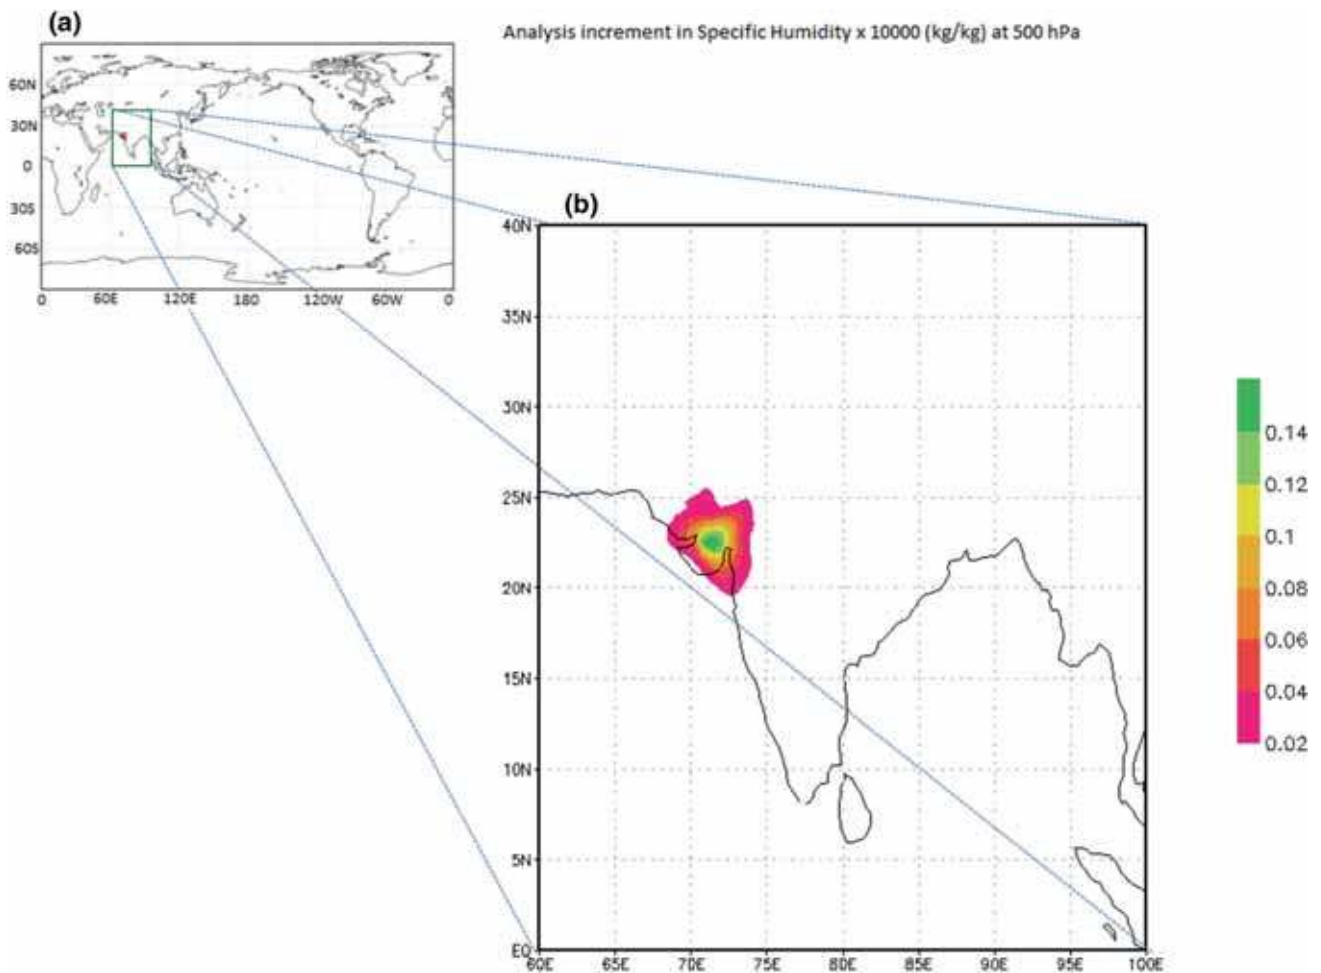 (a)
Analysis increment in Specific Humidity x 10000 (kg/kg) at 500 hPa
60N
30N
0
30S
60S
0 60E 120E 180 120W 60W 0
(b)
40N
35N
30N
25N
20N
15N
10N
5N
EQ
60E 65E 70E 75E 80E 85E 90E 95E 100E
0.14
0.12
0.1
0.08
0.06
0.04
0.02